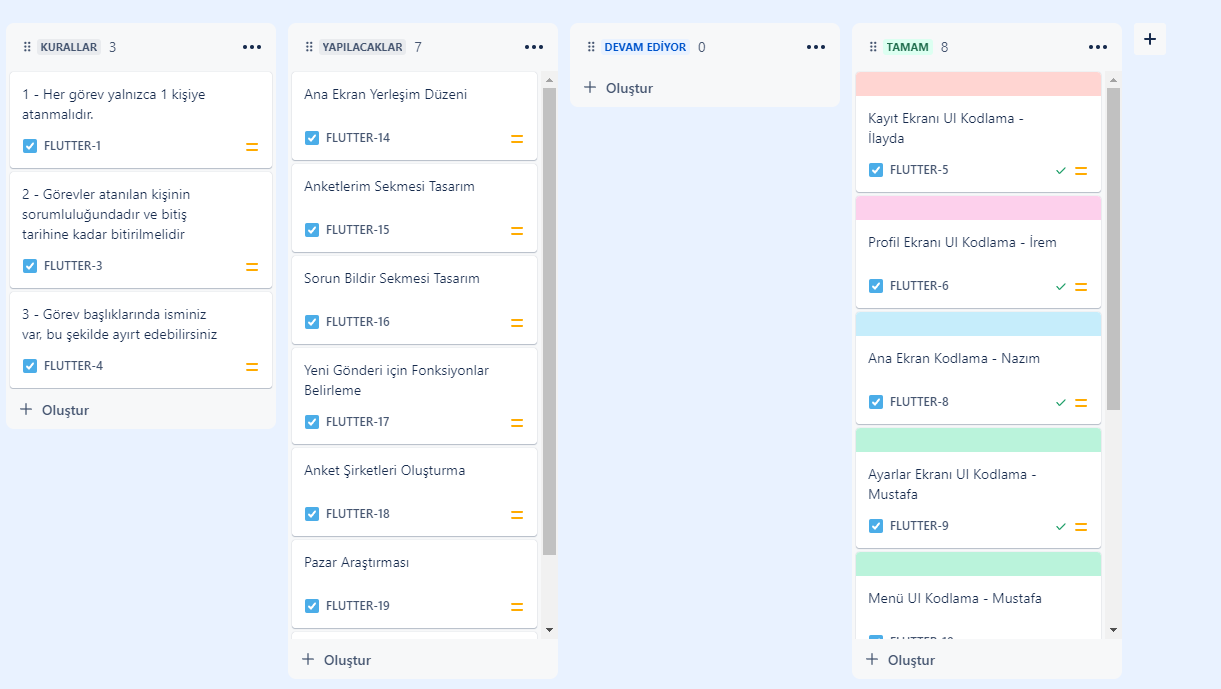 KURALLAR 3
1 - Her görev yalnızca 1 kişiye
atanmalıdır.
FLUTTER-1
2 - Görevler atanılan kişinin
sorumluluğundadır ve bitiş
tarihine kadar bitirilmelidir
FLUTTER-3
3 - Görev başlıklarında isminiz
var, bu şekilde ayırt edebilirsiniz
FLUTTER-4
Oluştur
YAPILACAKLAR 7
Ana Ekran Yerleşim Düzeni
FLUTTER-14
Anketlerim Sekmesi Tasarım
FLUTTER-15
Sorun Bildir Sekmesi Tasarım
FLUTTER-16
Yeni Gönderi için Fonksiyonlar
Belirleme
FLUTTER-17
Anket Şirketleri Oluşturma
FLUTTER-18
Pazar Araştırması
FLUTTER-19
Oluştur
DEVAM EDİYOR 0
Oluştur
TAMAM 8
Kayıt Ekranı UI Kodlama -
İlayda
FLUTTER-5
Profil Ekranı UI Kodlama - İrem
FLUTTER-6
Ana Ekran Kodlama - Nazım
FLUTTER-8
Ayarlar Ekranı UI Kodlama -
Mustafa
FLUTTER-9
Menü UI Kodlama - Mustafa
Oluştur